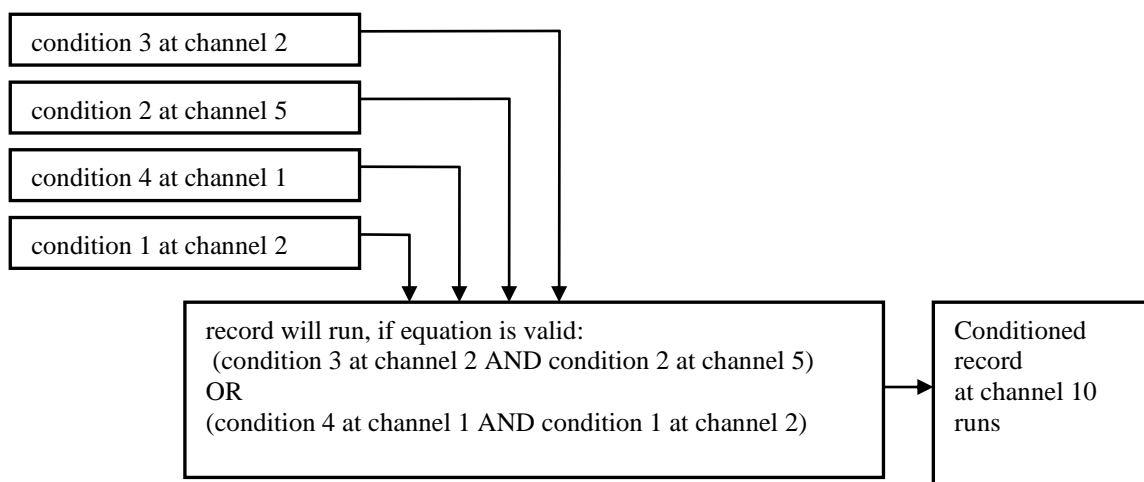 condition 3 at channel 2
condition 2 at channel 5
condition 4 at channel 1
condition 1 at channel 2
record will run, if equation is valid:
(condition 3 at channel 2 AND condition 2 at channel 5)
OR
(condition 4 at channel 1 AND condition 1 at channel 2)
Conditioned
record
at channel 10
runs